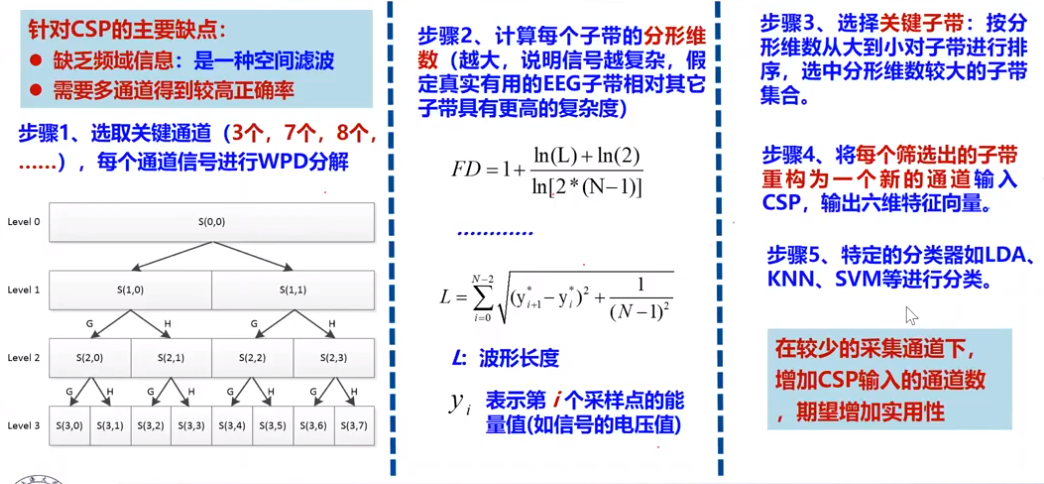 针对CSP的主要缺点：
● 缺乏频域信息：是一种空间滤波
● 需要多通道得到较高正确率
步骤1、选取关键通道（3个，7个，8个，
……），每个通道信号进行WPD分解
Level 0 S(0,0)
Level 1 S(1,0) S(1,1)
G H G H
Level 2 S(2,0) S(2,1) S(2,2) S(2,3)
G H G H G H G H
Level 3 S(3,0) S(3,1) S(3,2) S(3,3) S(3,4) S(3,5) S(3,6) S(3,7)
步骤2、计算每个子带的分形维
数（越大，说明信号越复杂，假
定真实有用的EEG子带相对其它
子带具有更高的复杂度）
FD = 1 + \frac{\ln(L)+\ln(2)}{\ln[2*(N-1)]}
…………
L = \sum_{i=0}^{N-2} \sqrt{(y_{i+1}^{*} - y_{i}^{*})^{2} + \frac{1}{(N-1)^{2}}}
L: 波形长度
y_i 表示第 i 个采样点的能
量值(如信号的电压值)
步骤3、选择关键子带：按分
形维数从大到小对子带进行排
序，选中分形维数较大的子带
集合。
步骤4、将每个筛选出的子带
重构为一个新的通道输入
CSP，输出六维特征向量。
步骤5、特定的分类器如LDA、
KNN、SVM等进行分类。
在较少的采集通道下，
增加CSP输入的通道数
，期望增加实用性